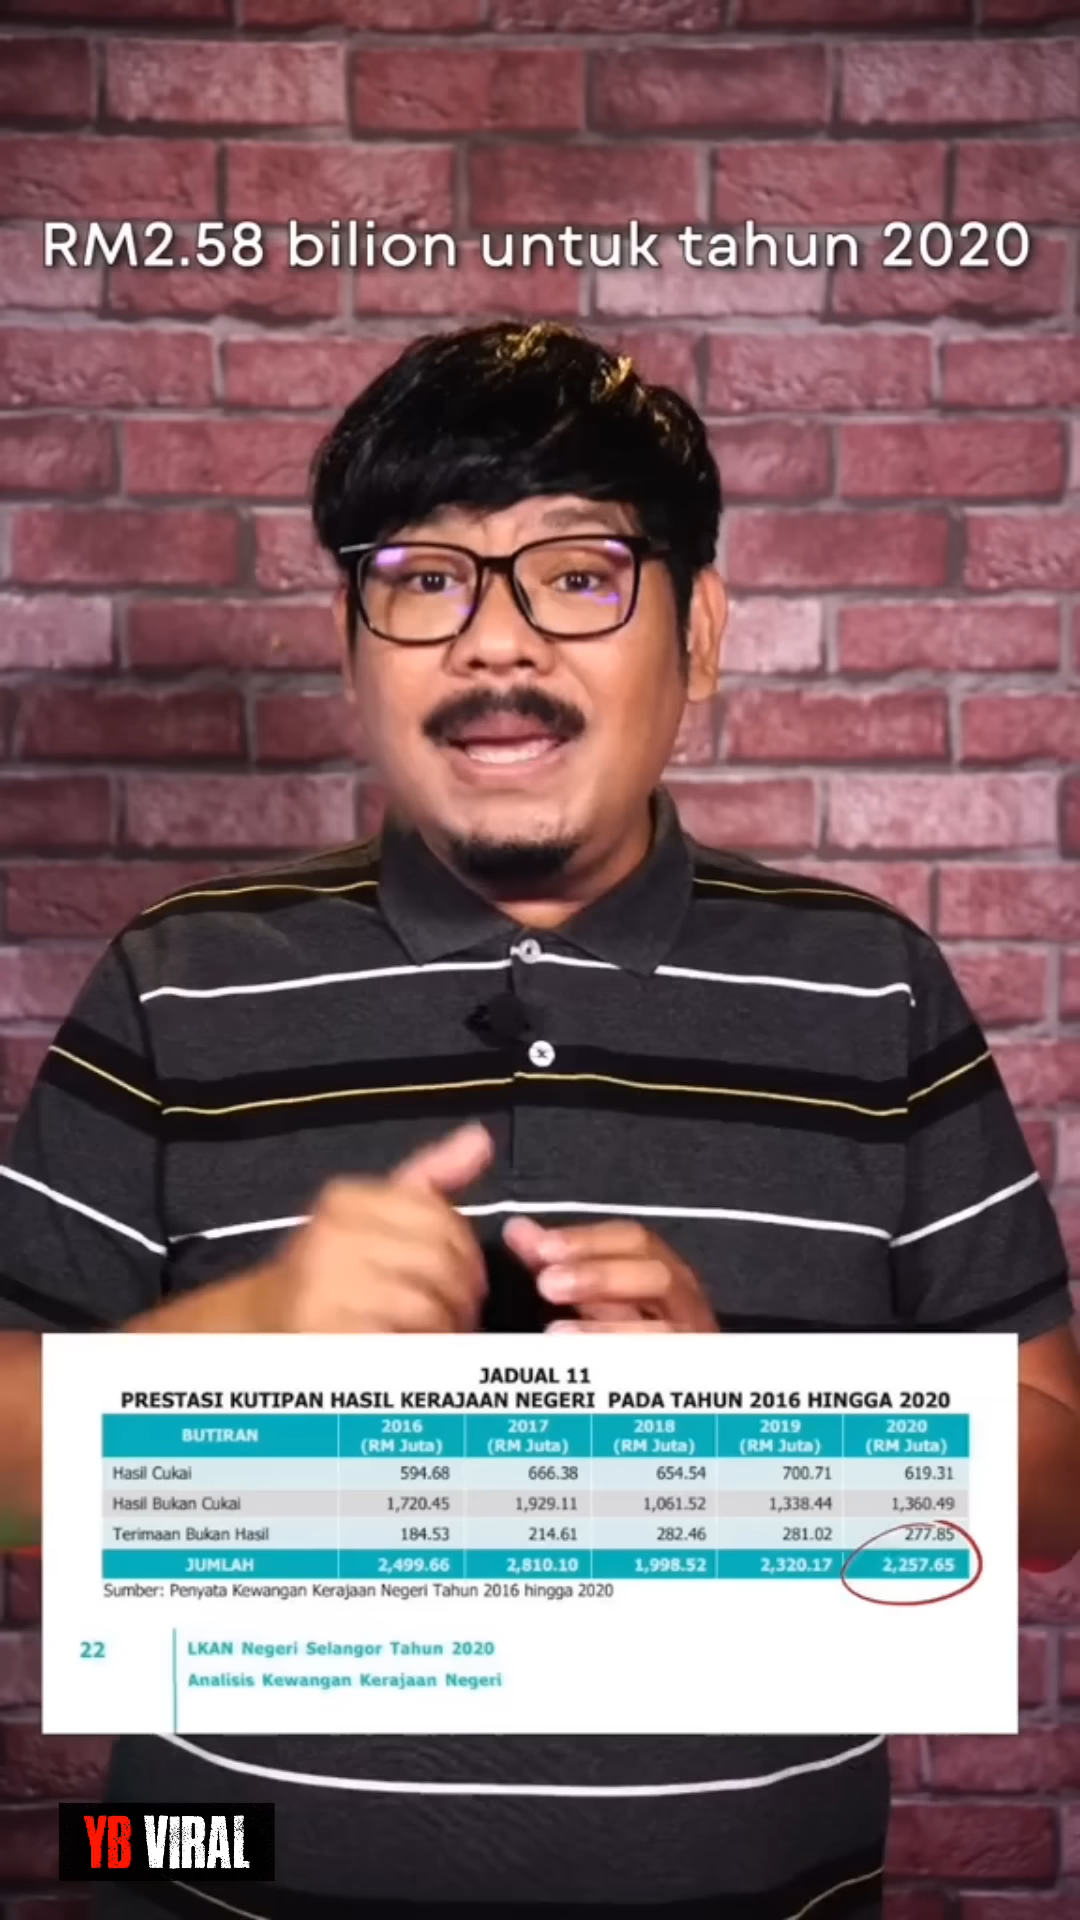 RM2.58 bilion untuk tahun 2020
JADUAL 11
PRESTASI KUTIPAN HASIL KERAJAAN NEGERI PADA TAHUN 2016 HINGGA 2020
BUTIRAN 2016 (RM Juta) 2017 (RM Juta) 2018 (RM Juta) 2019 (RM Juta) 2020 (RM Juta)
Hasil Cukai 594.68 666.38 654.54 700.71 619.31
Hasil Bukan Cukai 1,720.45 1,929.11 1,061.52 1,338.44 1,360.49
Terimaan Bukan Hasil 184.53 214.61 282.46 281.02 277.85
JUMLAH 2,499.66 2,810.10 1,998.52 2,320.17 2,257.65
Sumber: Penyata Kewangan Kerajaan Negeri Tahun 2016 hingga 2020
22
LKAN Negeri Selangor Tahun 2020
Analisis Kewangan Kerajaan Negeri
YB VIRAL